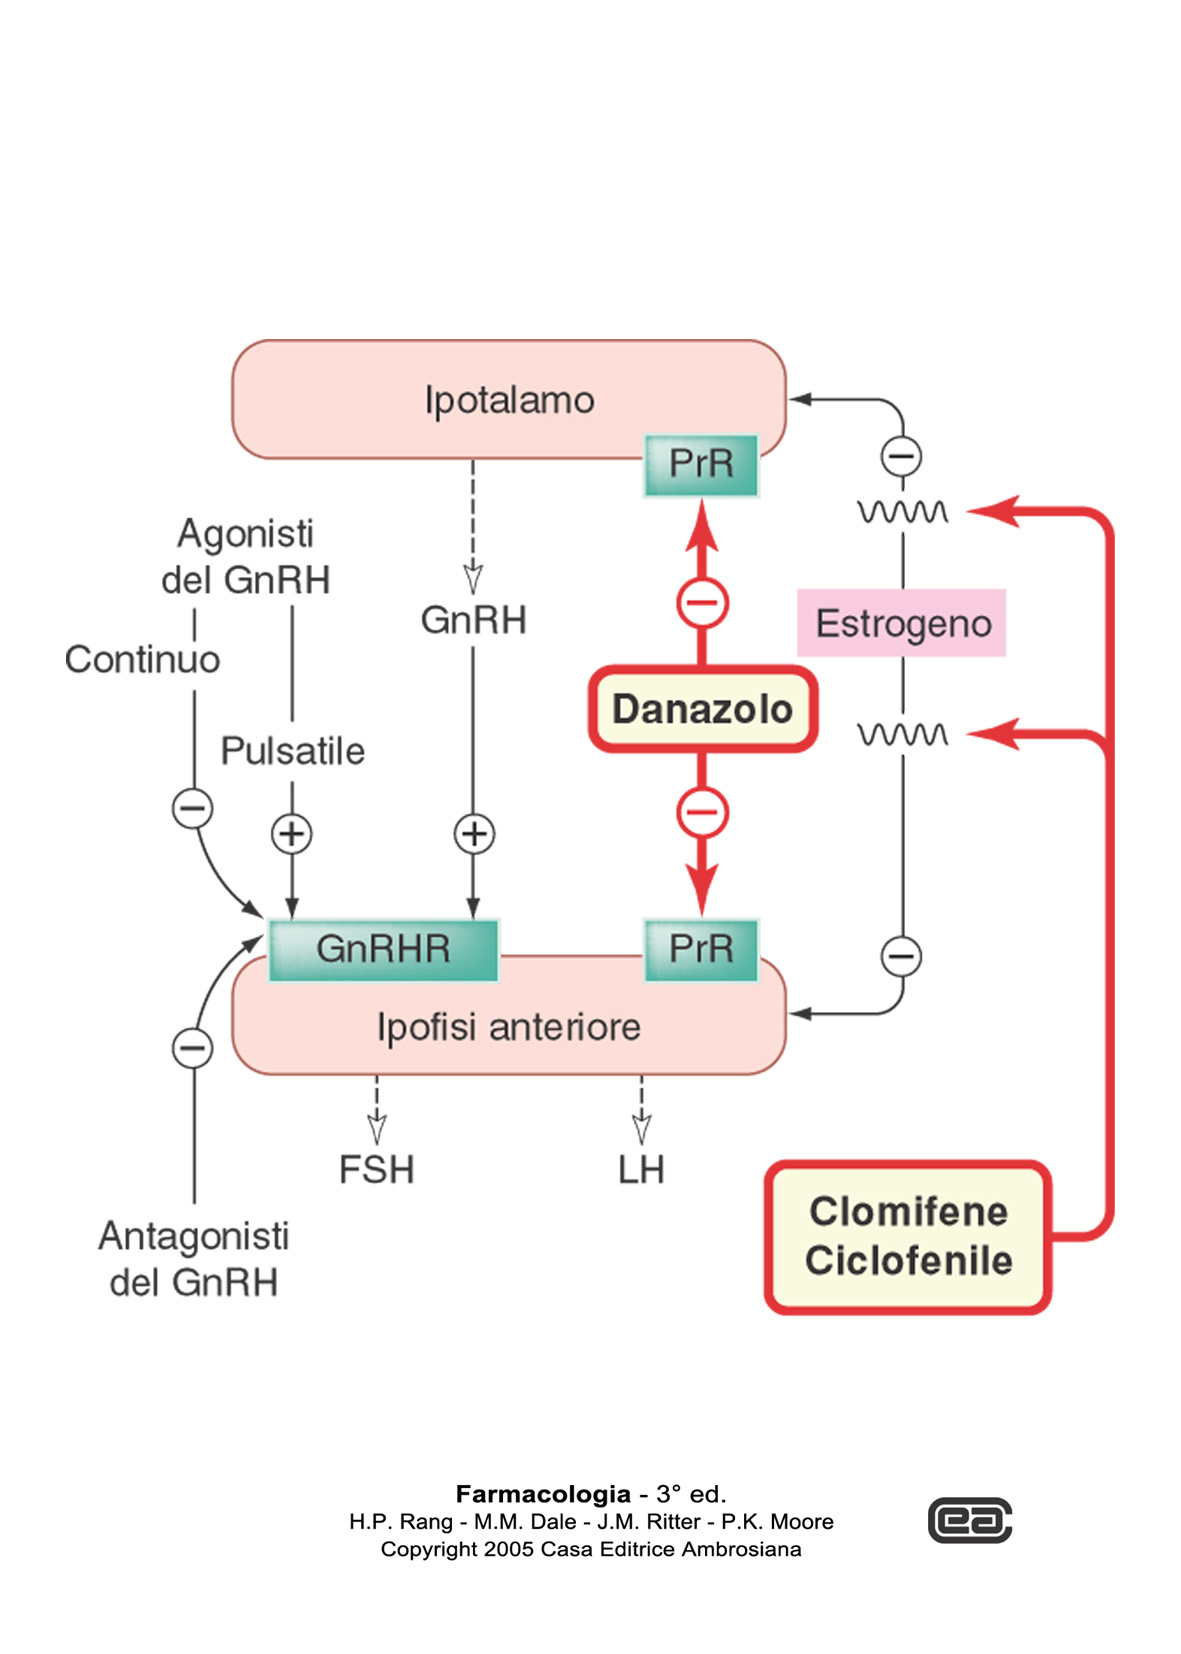 Ipotalamo
PrR
Agonisti
del GnRH
Continuo
Pulsatile
GnRH
Danazolo
Estrogeno
GnRHR
PrR
Ipofisi anteriore
FSH
LH
Antagonisti
del GnRH
Clomifene
Ciclofenile
Farmacologia - 3° ed.
H.P. Rang - M.M. Dale - J.M. Ritter - P.K. Moore
Copyright 2005 Casa Editrice Ambrosiana
cea